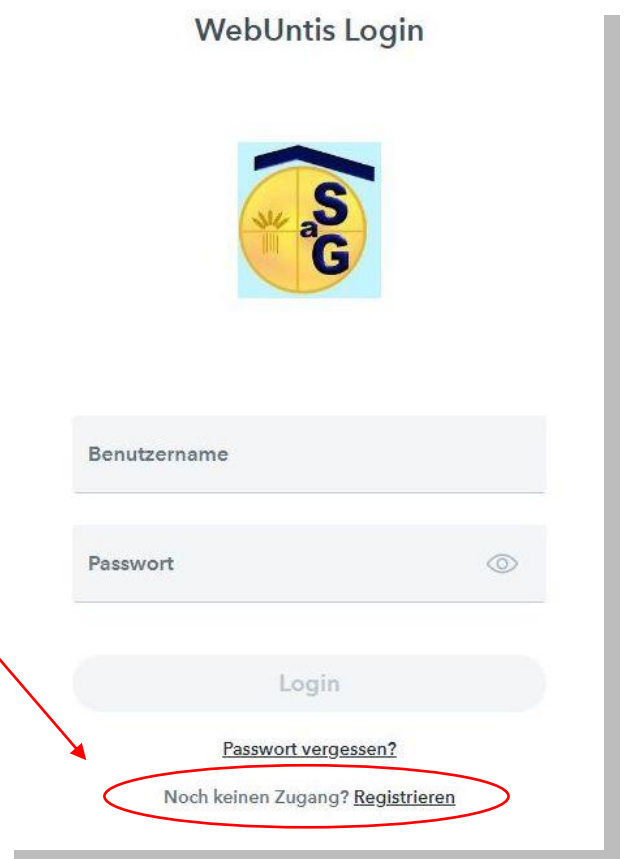 WebUntis Login
S
a
G
Benutzername
Passwort
Login
Passwort vergessen?
Noch keinen Zugang? Registrieren